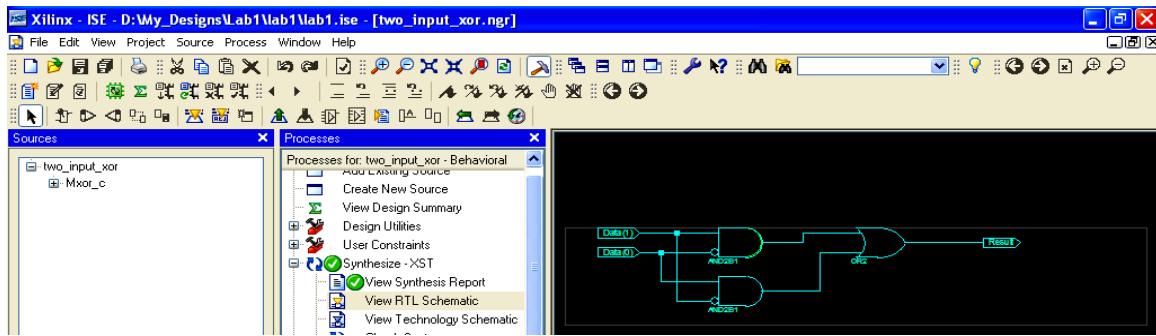 Xilinx - ISE - D:\My_Designs\Lab1\lab1\lab1.ise - [two_input_xor.ngr]
File Edit View Project Source Process Window Help
Sources
Processes
two_input_xor
Mxor_c
Processes for: two_input_xor - Behavioral
Add Existing Source
Create New Source
View Design Summary
Design Utilities
User Constraints
Synthesize - XST
View Synthesis Report
View RTL Schematic
View Technology Schematic
Data(1)
Data(0)
AND2B1
OR2
Result
AND2B1